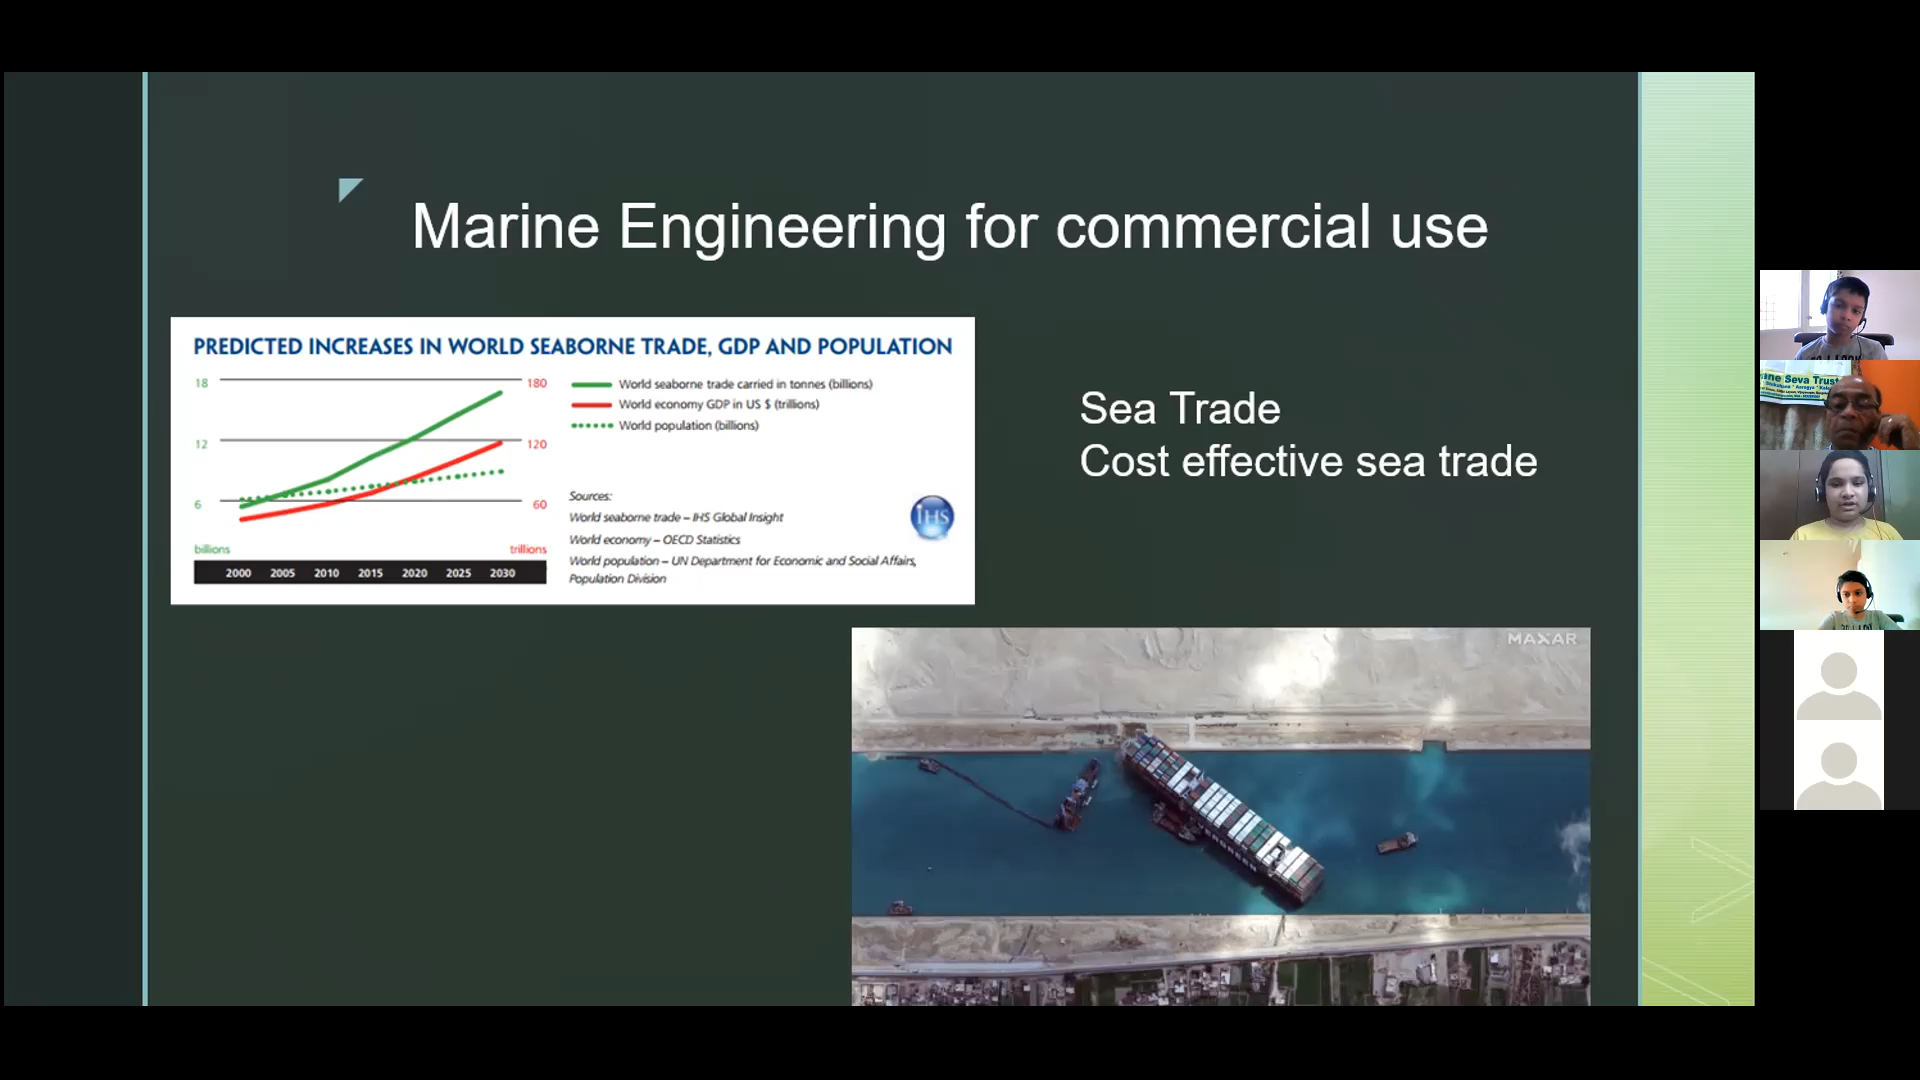 Marine Engineering for commercial use
PREDICTED INCREASES IN WORLD SEABORNE TRADE, GDP AND POPULATION
18
180
12
120
6
60
billions
trillions
2000 2005 2010 2015 2020 2025 2030
World seaborne trade carried in tonnes (billions)
World economy GDP in US $ (trillions)
World population (billions)
Sources:
World seaborne trade – IHS Global Insight
World economy – OECD Statistics
World population – UN Department for Economic and Social Affairs,
Population Division
IHS
Sea Trade
Cost effective sea trade
MAXAR
EVERGREEN
Seva Trust